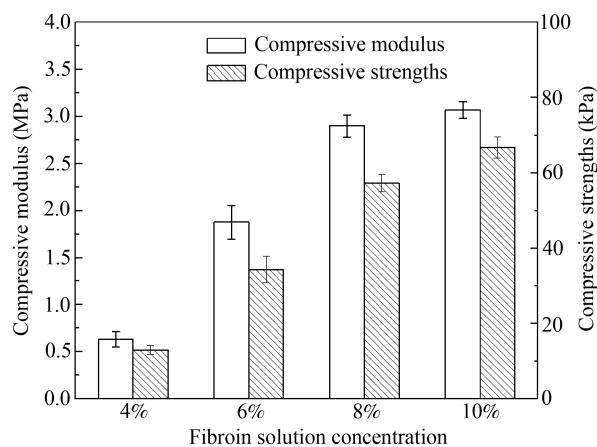 4.0
3.5
3.0
2.5
2.0
1.5
1.0
0.5
0.0
Compressive modulus (MPa)
Compressive modulus
Compressive strengths
100
80
60
40
20
0
Compressive strengths (kPa)
4% 6% 8% 10%
Fibroin solution concentration